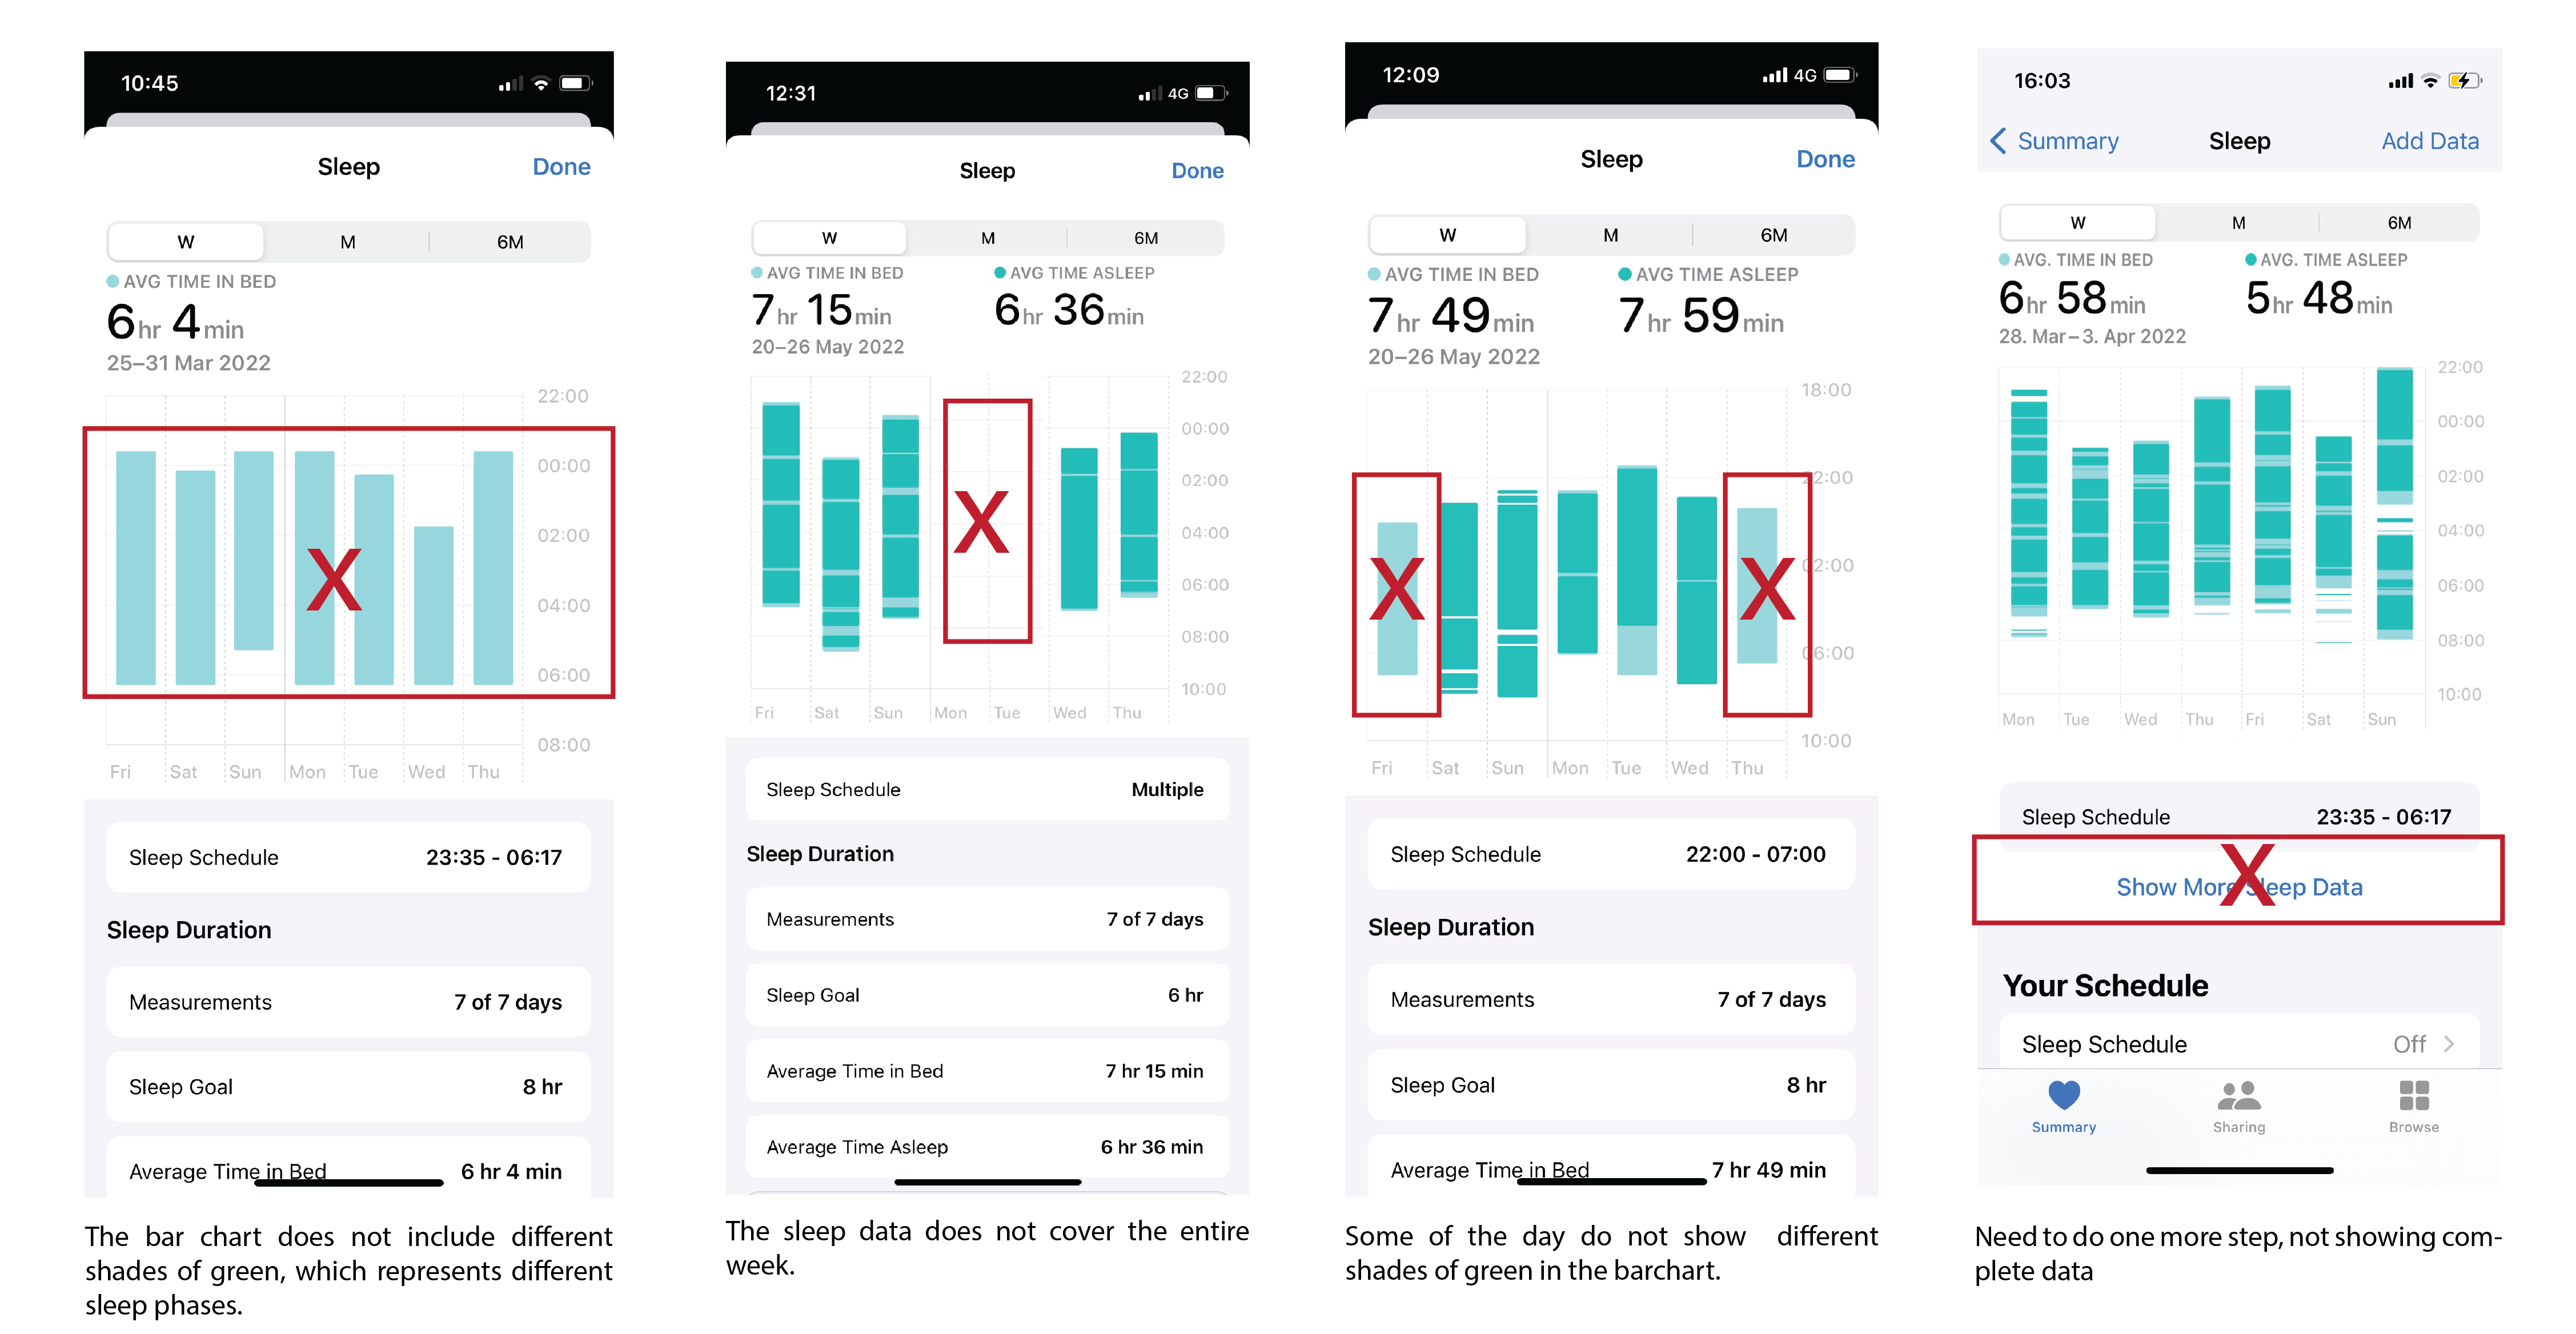 10:45
Sleep Done
W M 6M
AVG TIME IN BED
6 hr 4 min
25–31 Mar 2022
22:00
00:00
02:00
04:00
06:00
08:00
Fri Sat Sun Mon Tue Wed Thu
X
Sleep Schedule 23:35 - 06:17
Sleep Duration
Measurements 7 of 7 days
Sleep Goal 8 hr
Average Time in Bed 6 hr 4 min
The bar chart does not include different
shades of green, which represents different
sleep phases.
12:31 4G
Sleep Done
W M 6M
AVG TIME IN BED AVG TIME ASLEEP
7 hr 15 min 6 hr 36 min
20–26 May 2022
22:00
00:00
02:00
04:00
06:00
08:00
10:00
Fri Sat Sun Mon Tue Wed Thu
X
Sleep Schedule Multiple
Sleep Duration
Measurements 7 of 7 days
Sleep Goal 6 hr
Average Time in Bed 7 hr 15 min
Average Time Asleep 6 hr 36 min
The sleep data does not cover the entire
week.
12:09 4G
Sleep Done
W M 6M
AVG TIME IN BED AVG TIME ASLEEP
7 hr 49 min 7 hr 59 min
20–26 May 2022
18:00
22:00
02:00
06:00
10:00
Fri Sat Sun Mon Tue Wed Thu
X X
Sleep Schedule 22:00 - 07:00
Sleep Duration
Measurements 7 of 7 days
Sleep Goal 8 hr
Average Time in Bed 7 hr 49 min
Some of the day do not show different
shades of green in the barchart.
16:03
Summary Sleep Add Data
W M 6M
AVG. TIME IN BED AVG. TIME ASLEEP
6 hr 58 min 5 hr 48 min
28. Mar–3. Apr 2022
22:00
00:00
02:00
04:00
06:00
08:00
10:00
Mon Tue Wed Thu Fri Sat Sun
Sleep Schedule 23:35 - 06:17
X
Show More Sleep Data
Your Schedule
Sleep Schedule Off
Summary Sharing Browse
Need to do one more step, not showing com-
plete data